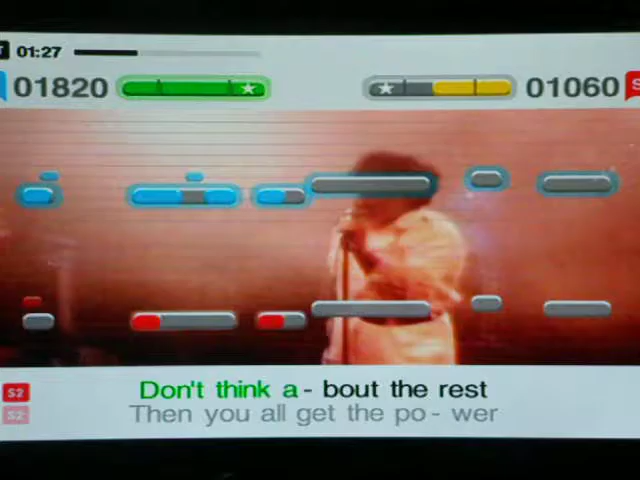 01:27
01820
01060
S2 Don't think a - bout the rest
S2 Then you all get the po - wer